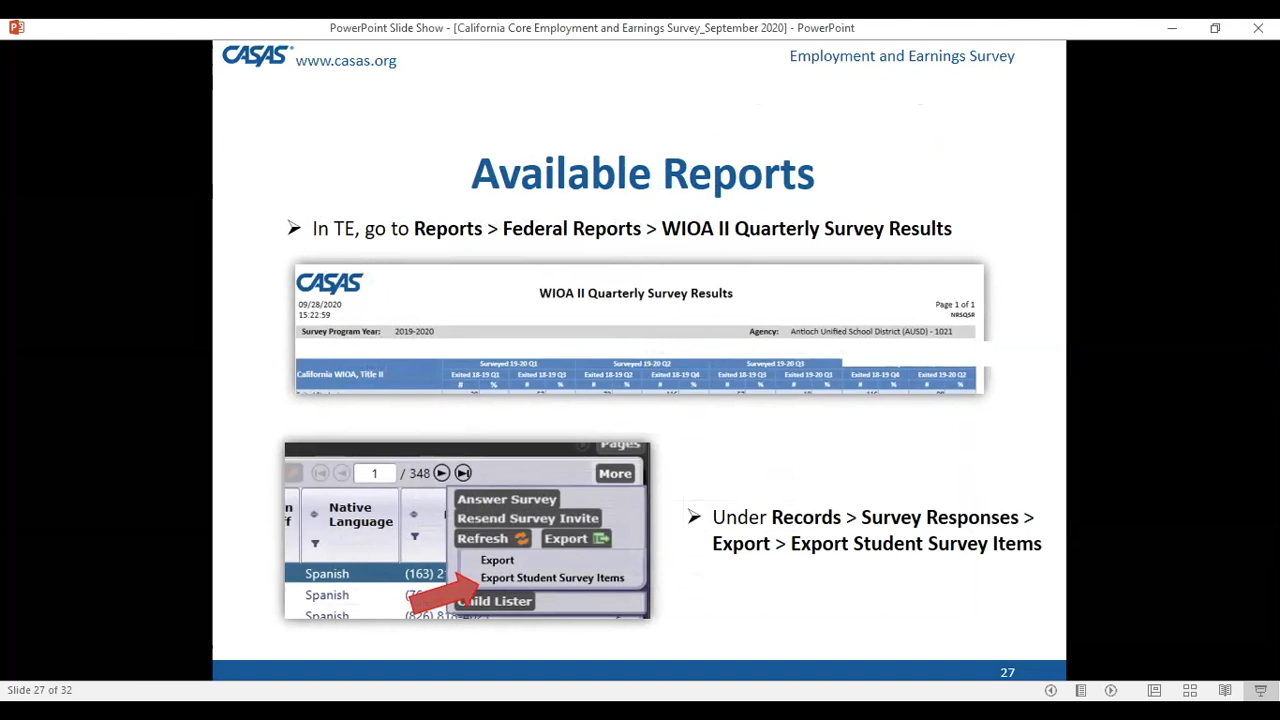 PowerPoint Slide Show - [California Core Employment and Earnings Survey_September 2020] - PowerPoint
CASAS www.casas.org
Employment and Earnings Survey
Available Reports
➢ In TE, go to Reports > Federal Reports > WIOA II Quarterly Survey Results
CASAS
WIOA II Quarterly Survey Results
09/28/2020
15:22:59
Page 1 of 1
NRSQSR
Survey Program Year: 2019-2020
Agency: Antioch Unified School District (AUSD) - 1021
Surveyed 19-20 Q1 Surveyed 19-20 Q2 Surveyed 19-20 Q3
California WIOA, Title II
Exited 18-19 Q1 Exited 18-19 Q3 Exited 18-19 Q2 Exited 18-19 Q4 Exited 18-19 Q3 Exited 19-20 Q1 Exited 18-19 Q4 Exited 19-20 Q2
# % # % # % # % # % # % # % # %
Pages
1 / 348
More
Native
Language
Answer Survey
Resend Survey Invite
Refresh Export
Export
Export Student Survey Items
Child Lister
Spanish (163) 2
Spanish
Spanish
➢ Under Records > Survey Responses >
Export > Export Student Survey Items
27
Slide 27 of 32